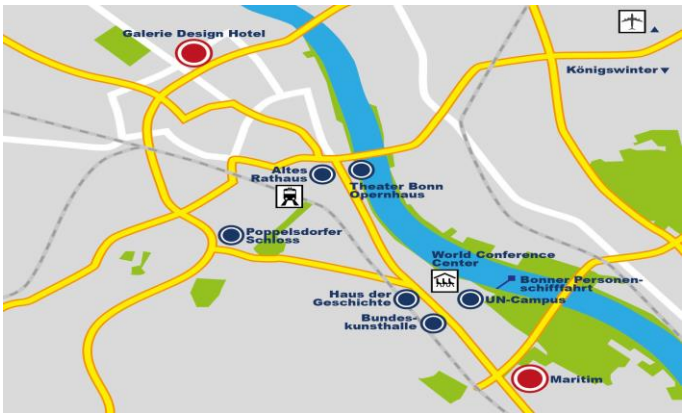 Galerie Design Hotel
Königswinter
Altes
Rathaus
Theater Bonn
Opernhaus
Poppelsdorfer
Schloss
World Conference
Center
Bonner Personen-
schifffahrt
Haus der
Geschichte
UN-Campus
Bundes-
kunsthalle
Maritim